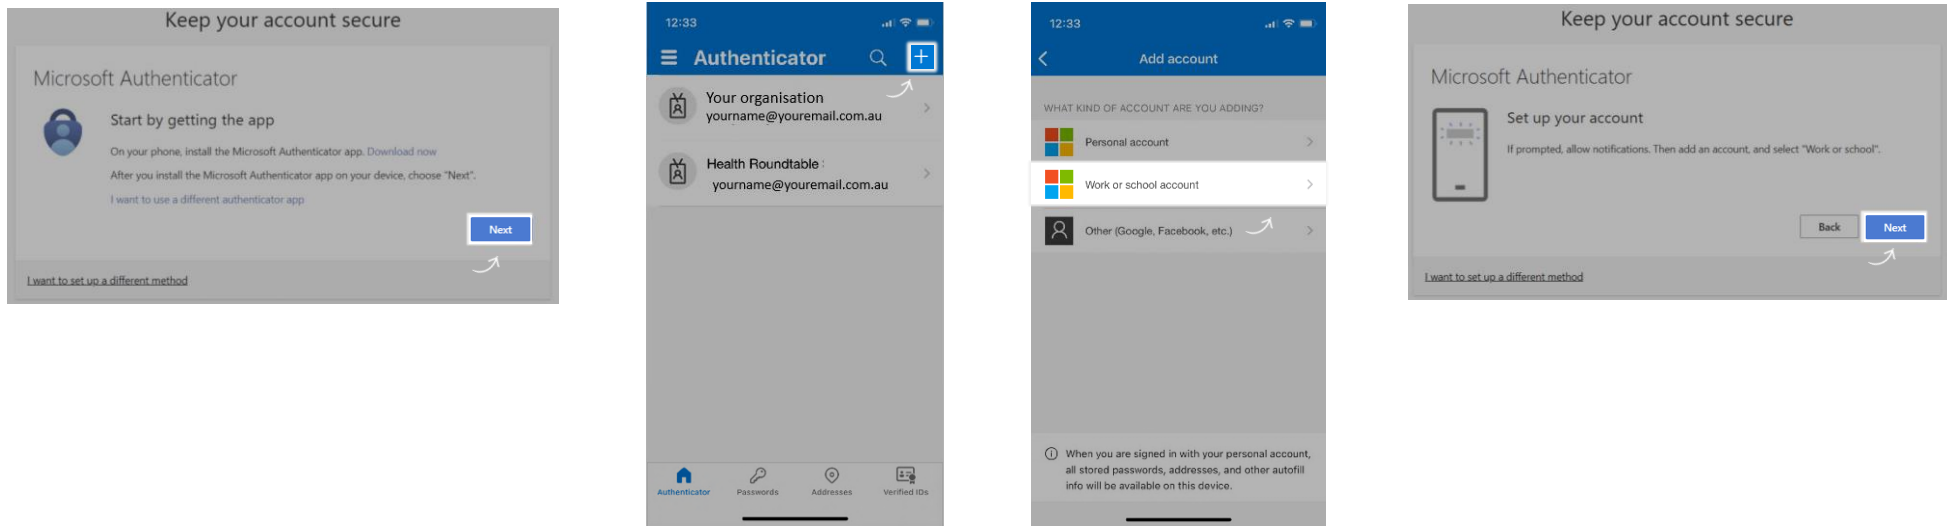 Keep your account secure
Microsoft Authenticator
Start by getting the app
On your phone, install the Microsoft Authenticator app. Download now
After you install the Microsoft Authenticator app on your device, choose "Next".
I want to use a different authenticator app
Next
I want to set up a different method
12:33
Authenticator
Your organisation
yourname@youremail.com.au
Health Roundtable :
yourname@youremail.com.au
Authenticator
Passwords
Addresses
Verified IDs
12:33
Add account
WHAT KIND OF ACCOUNT ARE YOU ADDING?
Personal account
Work or school account
Other (Google, Facebook, etc.)
When you are signed in with your personal account,
all stored passwords, addresses, and other autofill
info will be available on this device.
Keep your account secure
Microsoft Authenticator
Set up your account
If prompted, allow notifications. Then add an account, and select "Work or school".
Back
Next
I want to set up a different method